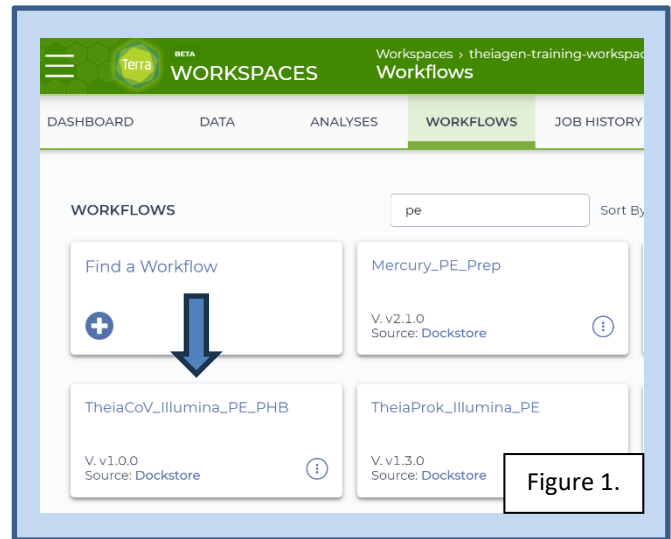 Terra
BETA
WORKSPACES
Workspaces › theiagen-training-workspac
Workflows
DASHBOARD DATA ANALYSES WORKFLOWS JOB HISTORY
WORKFLOWS pe Sort By
Find a Workflow Mercury_PE_Prep
V. v2.1.0
Source: Dockstore
TheiaCoV_Illumina_PE_PHB TheiaProk_Illumina_PE
V. v1.0.0 V. v1.3.0
Source: Dockstore Source: Dockstore
Figure 1.